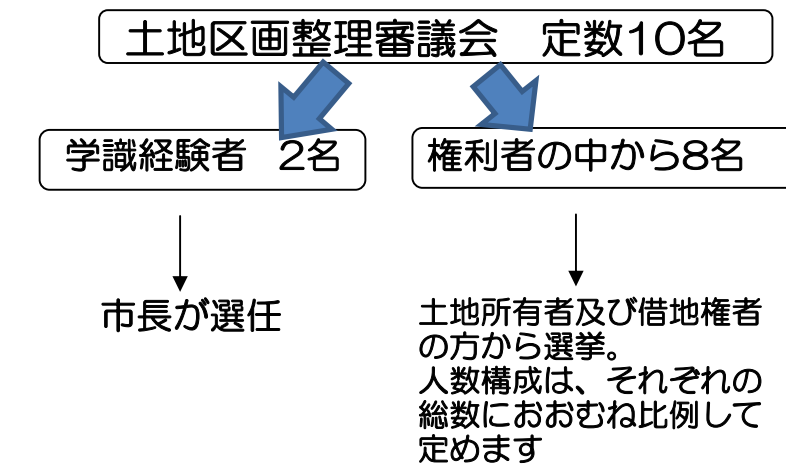 土地区画整理審議会　定数10名
学識経験者　2名
権利者の中から8名
市長が選任
土地所有者及び借地権者
の方から選挙。
人数構成は、それぞれの
総数におおむね比例して
定めます